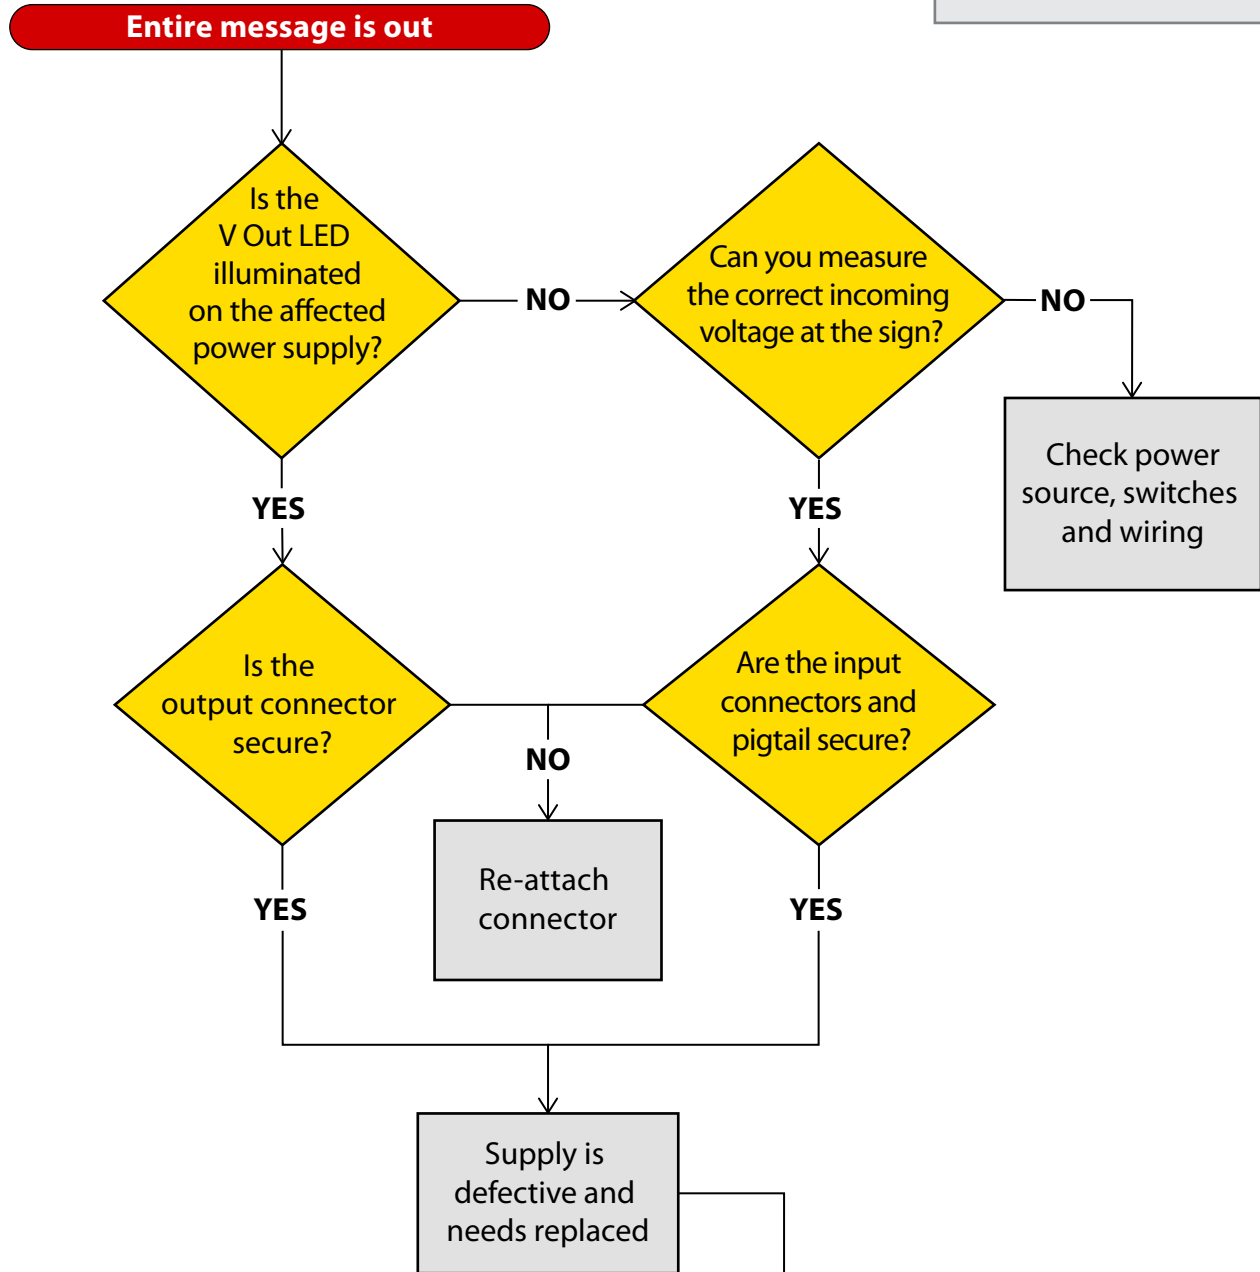 Entire message is out
Is the
V Out LED
illuminated
on the affected
power supply?
NO
Can you measure
the correct incoming
voltage at the sign?
NO
Check power
source, switches
and wiring
YES
YES
Is the
output connector
secure?
Are the input
connectors and
pigtail secure?
NO
Re-attach
connector
YES
YES
Supply is
defective and
needs replaced